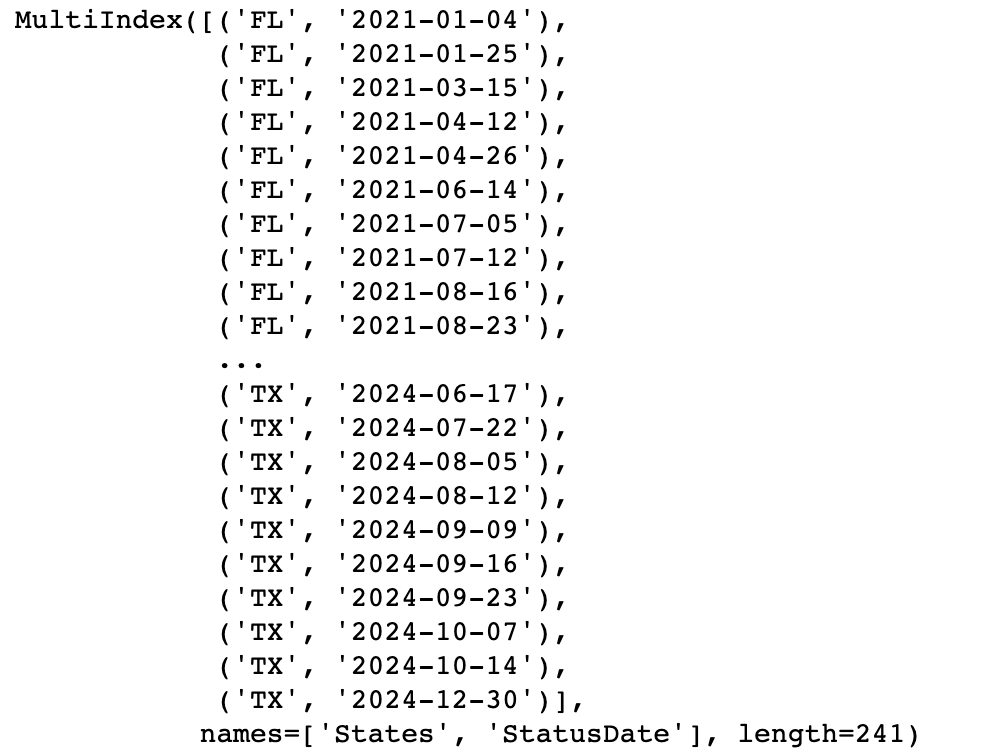 MultiIndex([('FL', '2021-01-04'),
('FL', '2021-01-25'),
('FL', '2021-03-15'),
('FL', '2021-04-12'),
('FL', '2021-04-26'),
('FL', '2021-06-14'),
('FL', '2021-07-05'),
('FL', '2021-07-12'),
('FL', '2021-08-16'),
('FL', '2021-08-23'),
...
('TX', '2024-06-17'),
('TX', '2024-07-22'),
('TX', '2024-08-05'),
('TX', '2024-08-12'),
('TX', '2024-09-09'),
('TX', '2024-09-16'),
('TX', '2024-09-23'),
('TX', '2024-10-07'),
('TX', '2024-10-14'),
('TX', '2024-12-30')],
names=['States', 'StatusDate'], length=241)